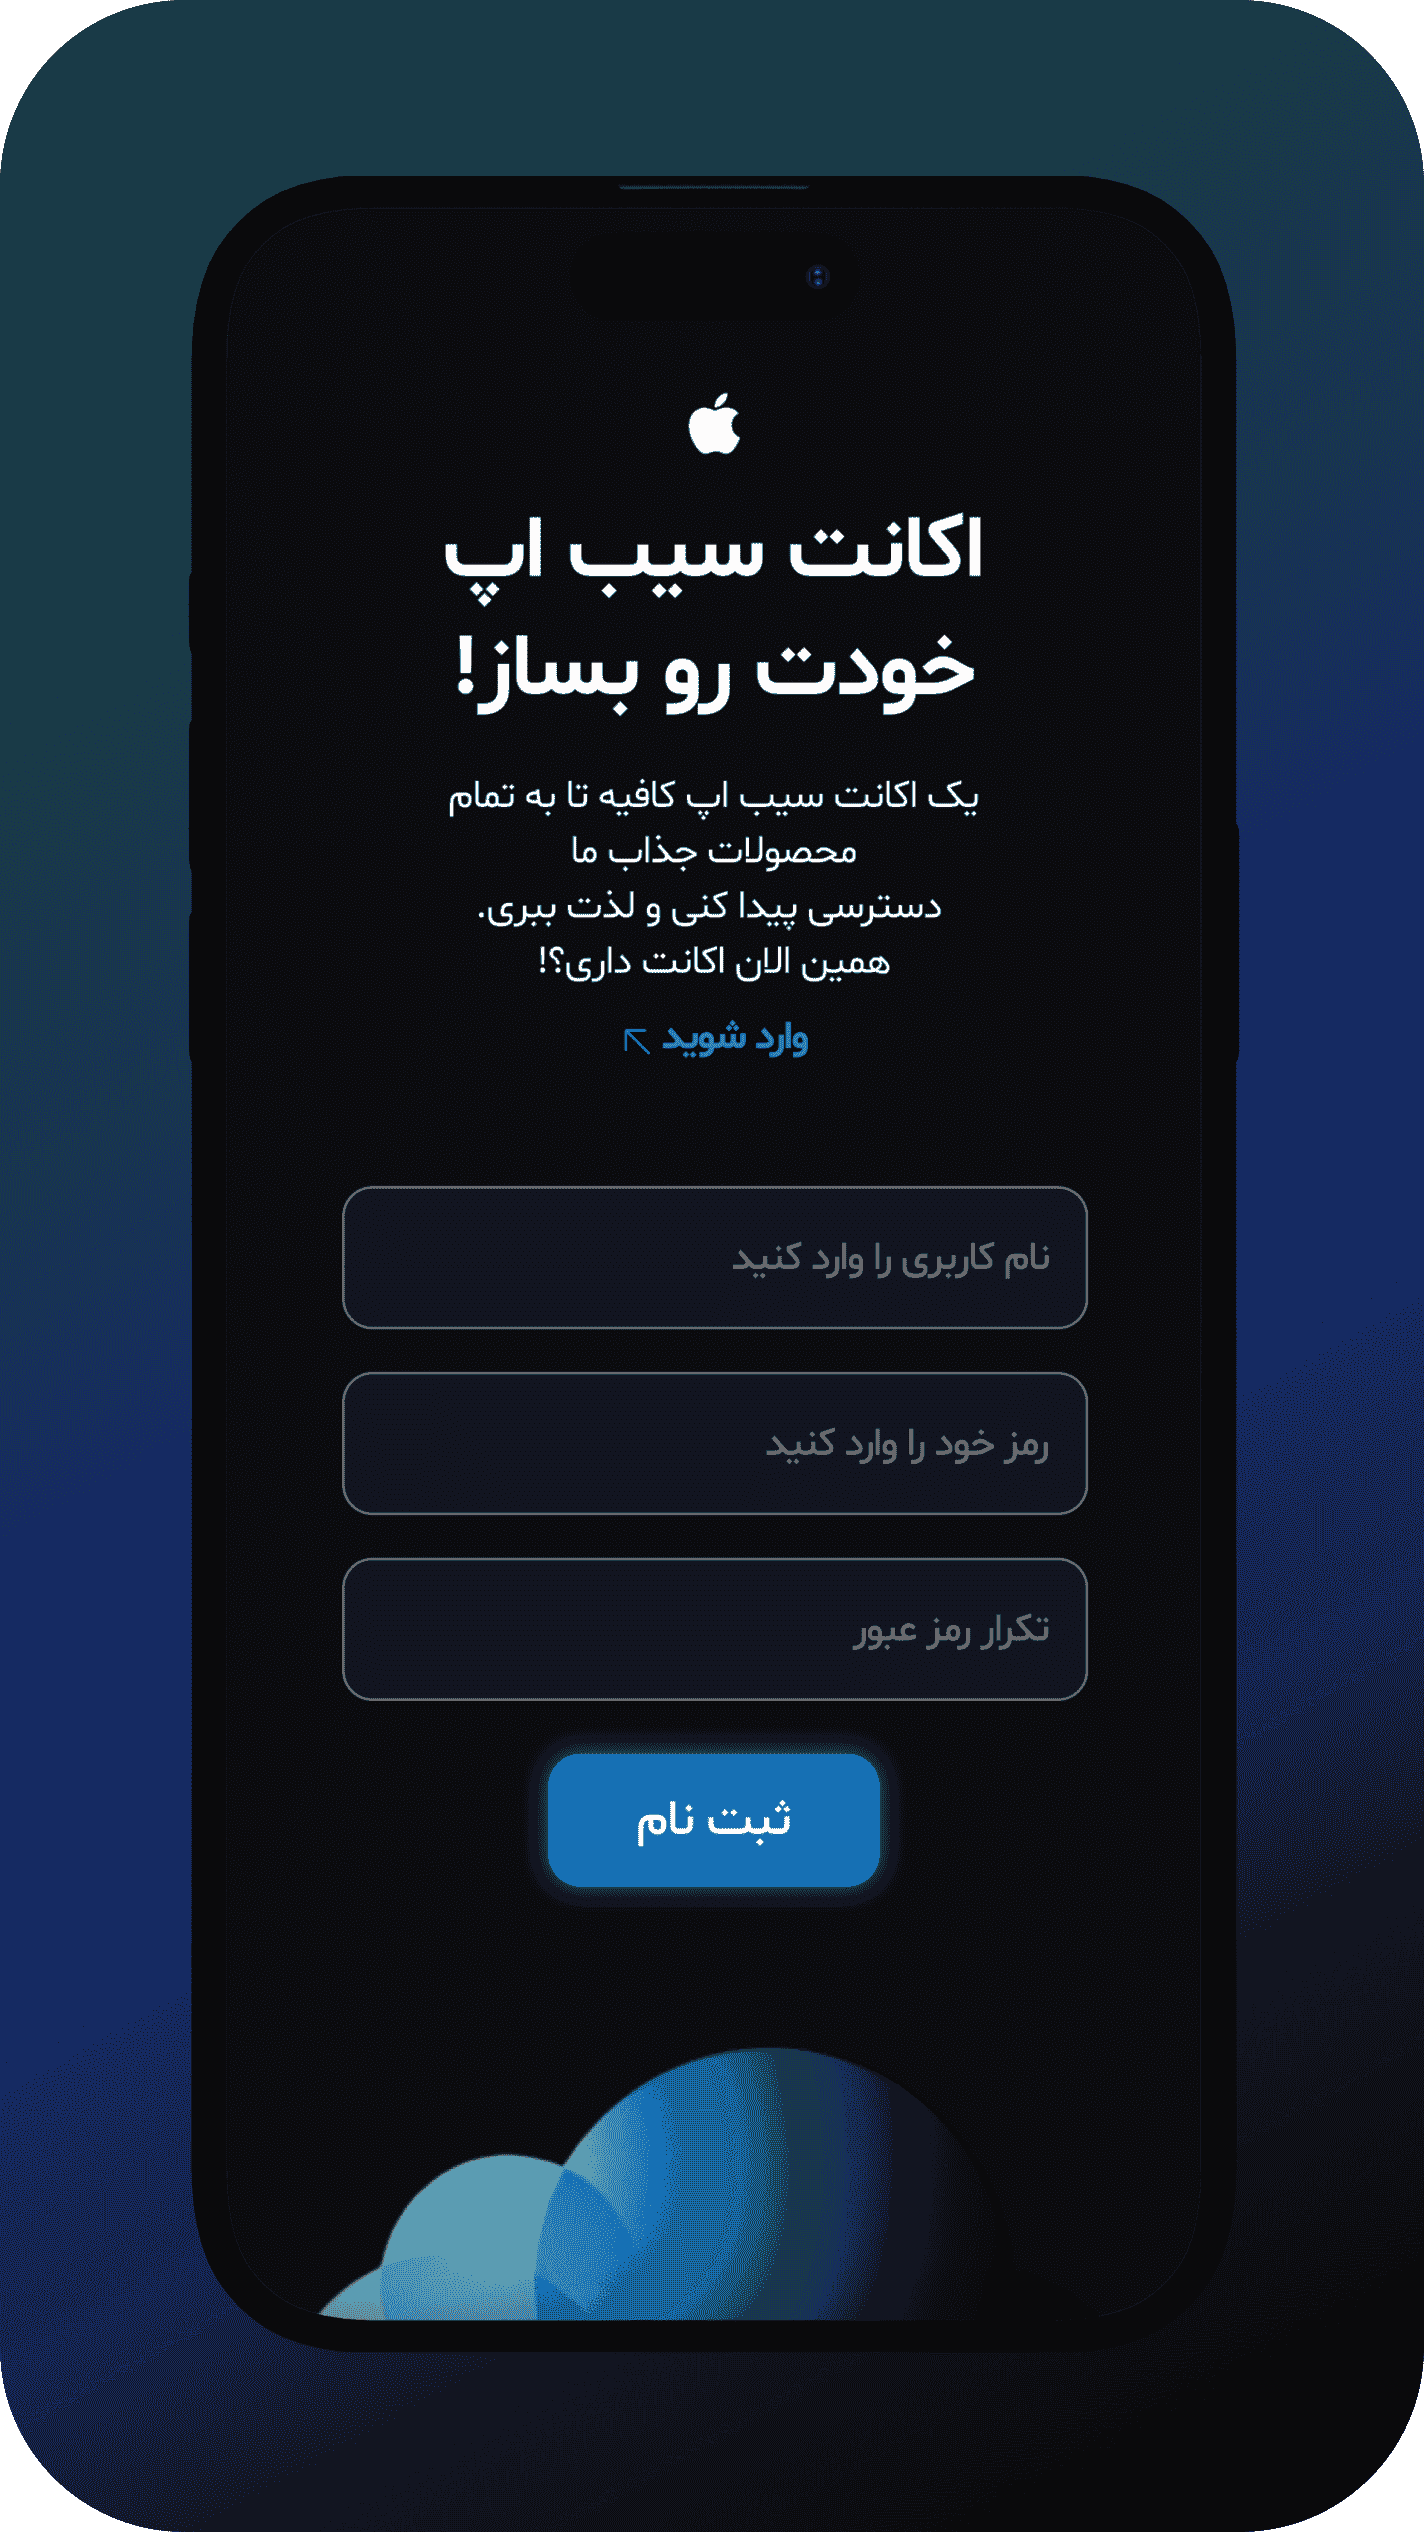 اکانت سیب اپ
خودت رو بساز!
یک اکانت سیب اپ کافیه تا به تمام
محصولات جذاب ما
دسترسی پیدا کنی و لذت ببری.
همین الان اکانت داری؟!
وارد شوید
نام کاربری را وارد کنید
رمز خود را وارد کنید
تکرار رمز عبور
ثبت نام